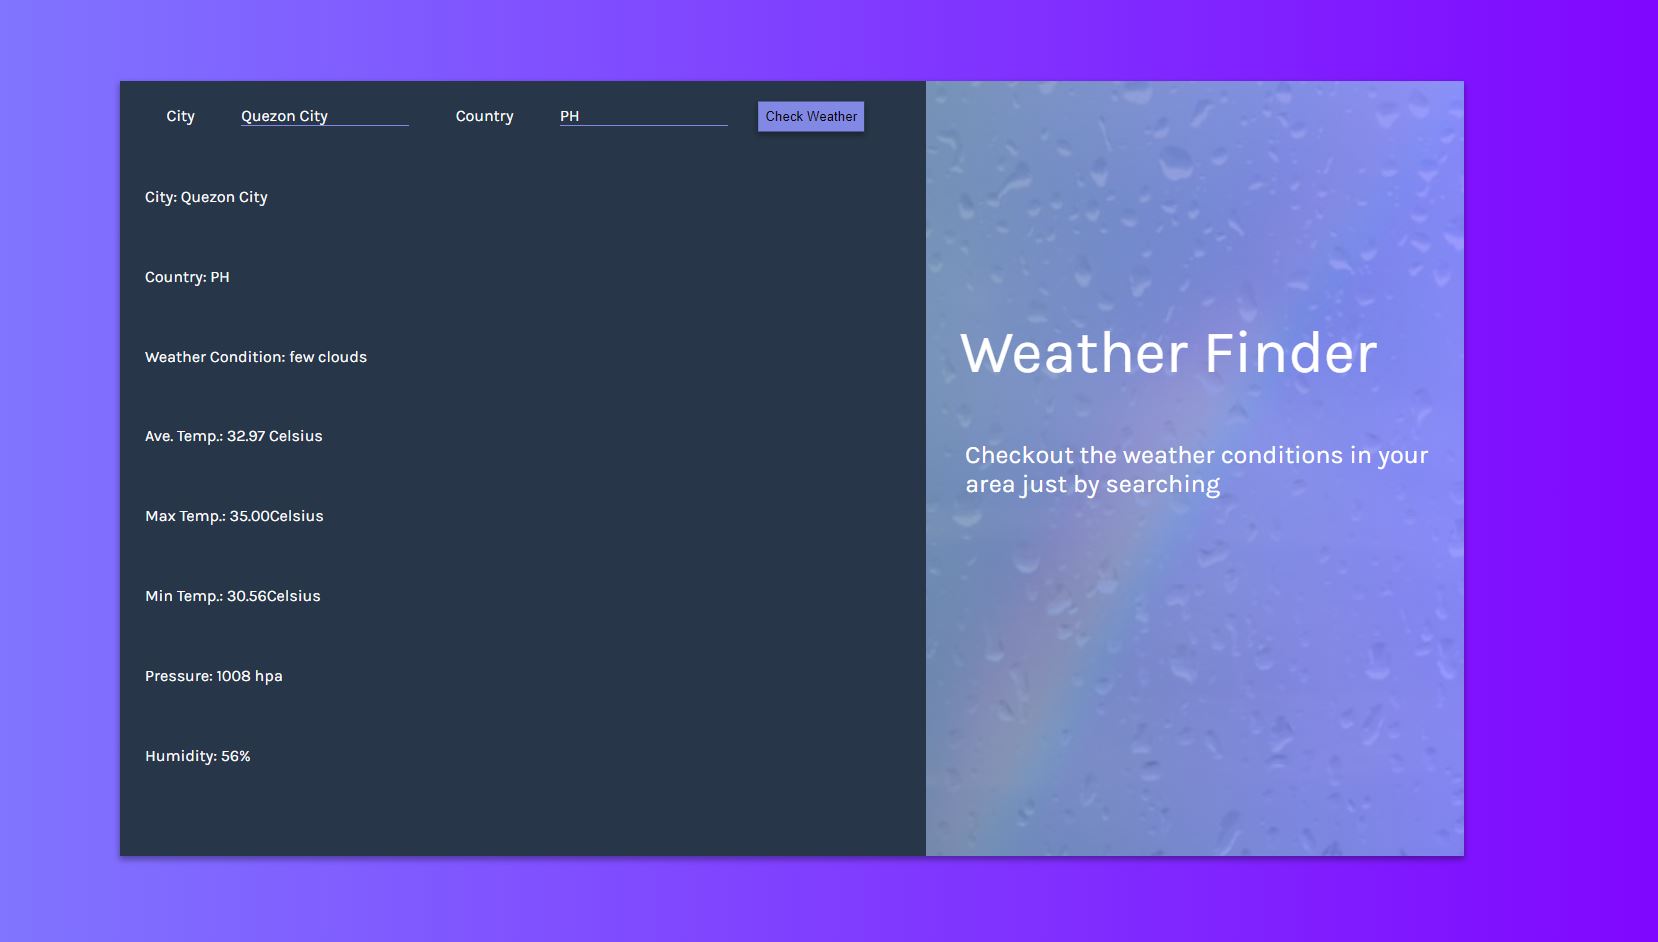 City Quezon City Country PH Check Weather
City: Quezon City
Country: PH
Weather Condition: few clouds
Ave. Temp.: 32.97 Celsius
Max Temp.: 35.00Celsius
Min Temp.: 30.56Celsius
Pressure: 1008 hpa
Humidity: 56%
Weather Finder
Checkout the weather conditions in your
area just by searching